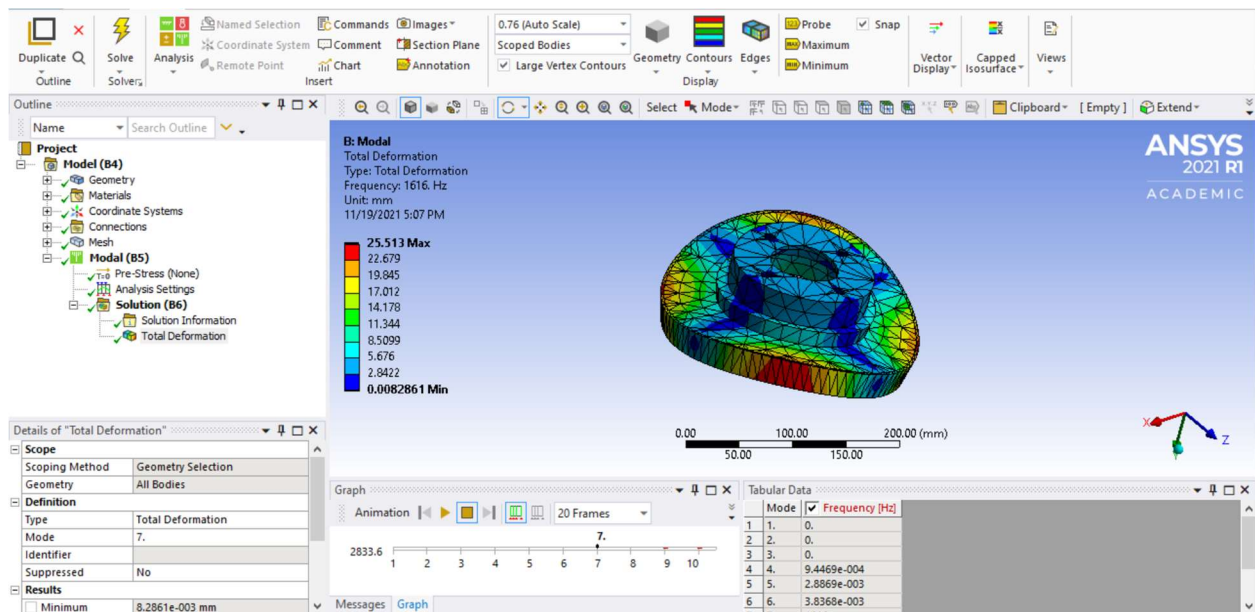 Duplicate
Outline
Solve
Solver
Analysis
Named Selection
Coordinate System
Remote Point
Commands
Comment
Chart
Images
Section Plane
Annotation
Insert
0.76 (Auto Scale)
Scoped Bodies
Large Vertex Contours
Geometry
Contours
Edges
Display
Probe
Maximum
Minimum
Snap
Vector
Display
Capped
Isosurface
Views
Outline
Name
Search Outline
Project
Model (B4)
Geometry
Materials
Coordinate Systems
Connections
Mesh
Modal (B5)
Pre-Stress (None)
Analysis Settings
Solution (B6)
Solution Information
Total Deformation
Select
Mode
Clipboard
[ Empty ]
Extend
B: Modal
Total Deformation
Type: Total Deformation
Frequency: 1616. Hz
Unit: mm
11/19/2021 5:07 PM
25.513 Max
22.679
19.845
17.012
14.178
11.344
8.5099
5.676
2.8422
0.0082861 Min
ANSYS
2021 R1
ACADEMIC
0.00 100.00 200.00 (mm)
50.00 150.00
X
Y
Z
Details of "Total Deformation"
Scope
Scoping Method Geometry Selection
Geometry All Bodies
Definition
Type Total Deformation
Mode 7.
Identifier
Suppressed No
Results
Minimum 8.2861e-003 mm
Graph
Animation
20 Frames
7.
2833.6
1 2 3 4 5 6 7 8 9 10
Messages Graph
Tabular Data
Mode Frequency [Hz]
1 1. 0.
2 2. 0.
3 3. 0.
4 4. 9.4469e-004
5 5. 2.8869e-003
6 6. 3.8368e-003